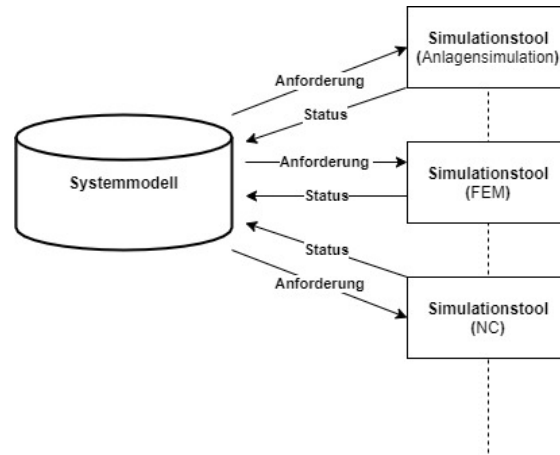 Simulationstool
(Anlagensimulation)
Anforderung
Status
Systemmodell
Anforderung
Simulationstool
(FEM)
Status
Status
Anforderung
Simulationstool
(NC)